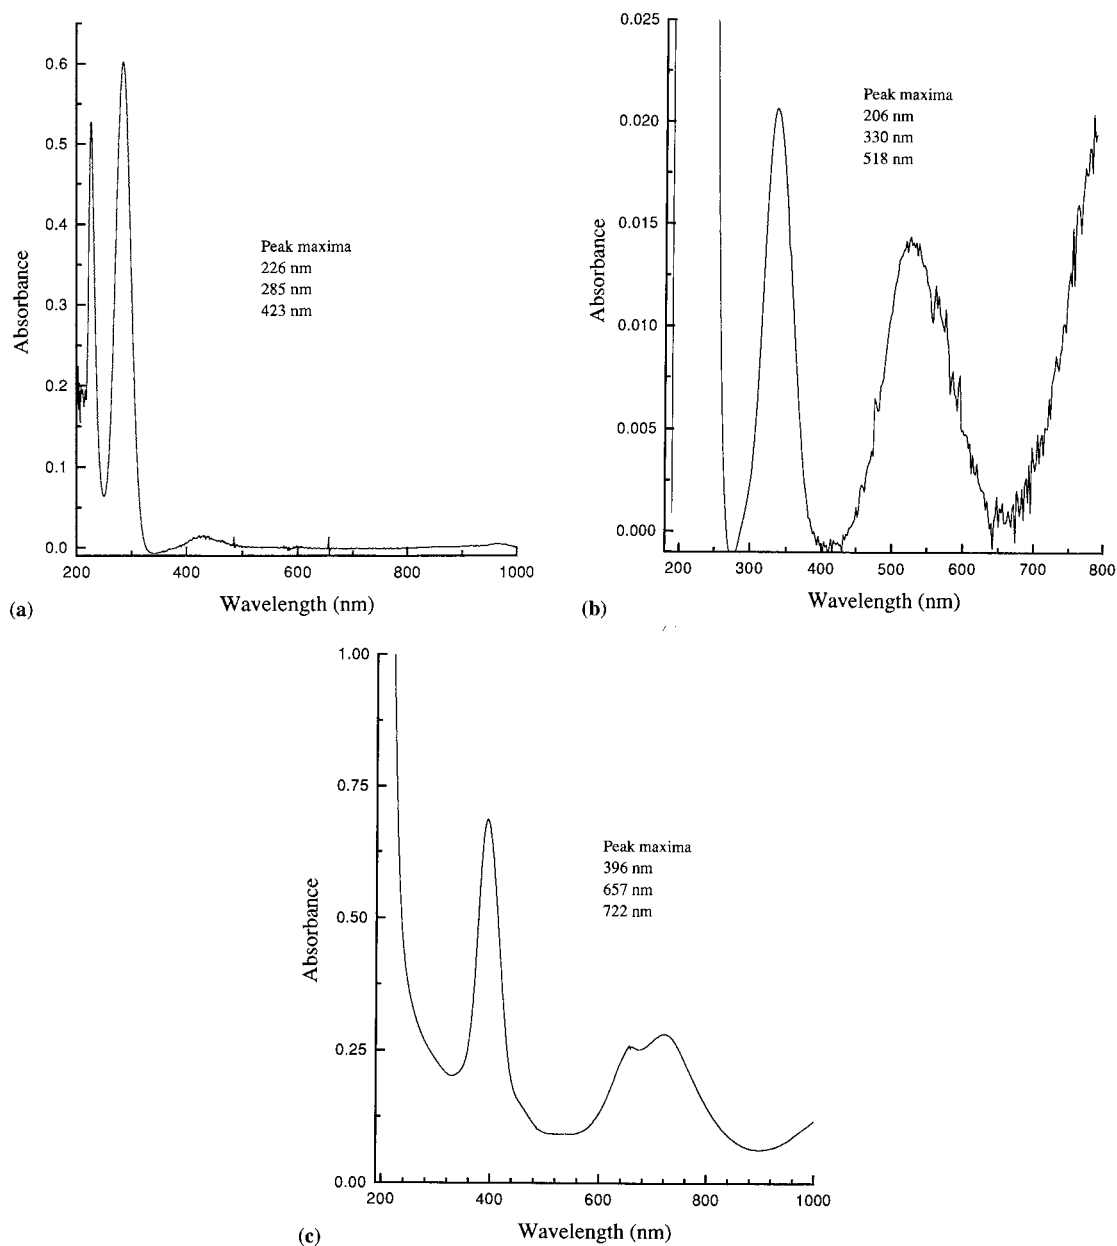 0.6
0.5
0.4
0.3
0.2
0.1
0.0
Absorbance
Peak maxima
226 nm
285 nm
423 nm
200 400 600 800 1000
Wavelength (nm)
(a)
0.025
0.020
0.015
0.010
0.005
0.000
Absorbance
Peak maxima
206 nm
330 nm
518 nm
200 300 400 500 600 700 800
Wavelength (nm)
(b)
1.00
0.75
0.50
0.25
0.00
Absorbance
Peak maxima
396 nm
657 nm
722 nm
200 400 600 800 1000
Wavelength (nm)
(c)